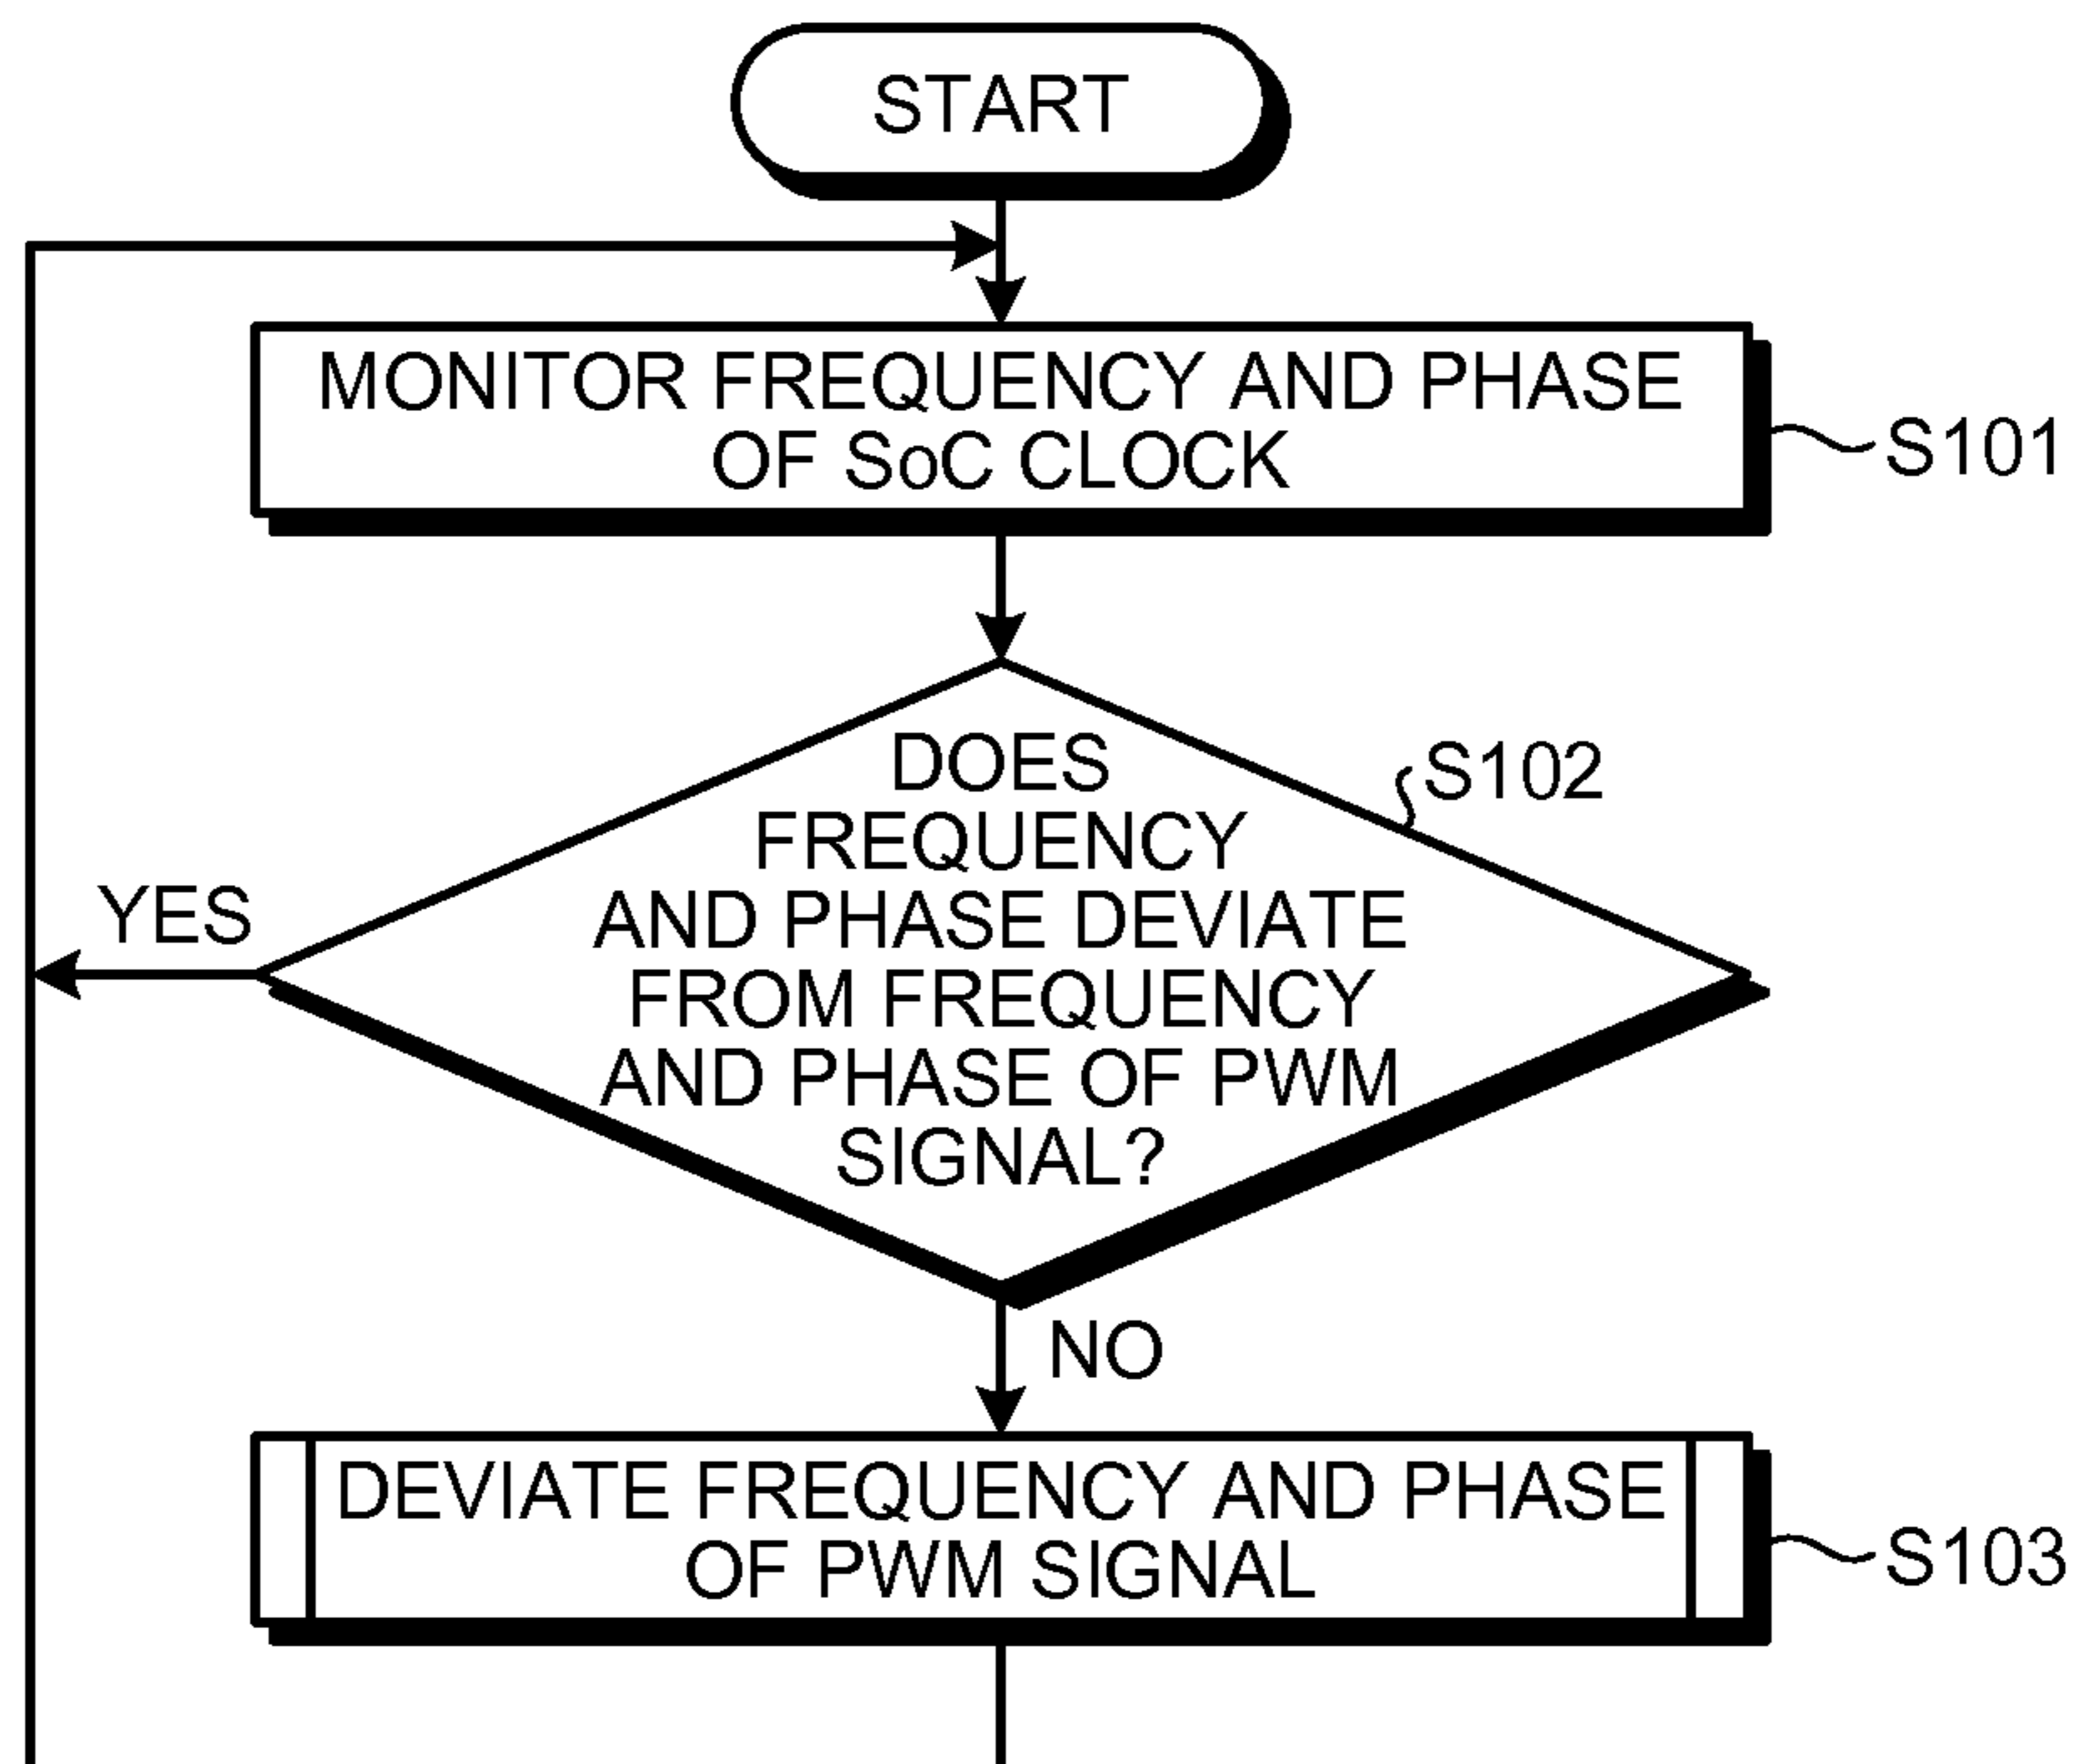 START
MONITOR FREQUENCY AND PHASE
OF SoC CLOCK
S101
DOES
FREQUENCY
AND PHASE DEVIATE
FROM FREQUENCY
AND PHASE OF PWM
SIGNAL?
S102
YES
NO
DEVIATE FREQUENCY AND PHASE
OF PWM SIGNAL
S103